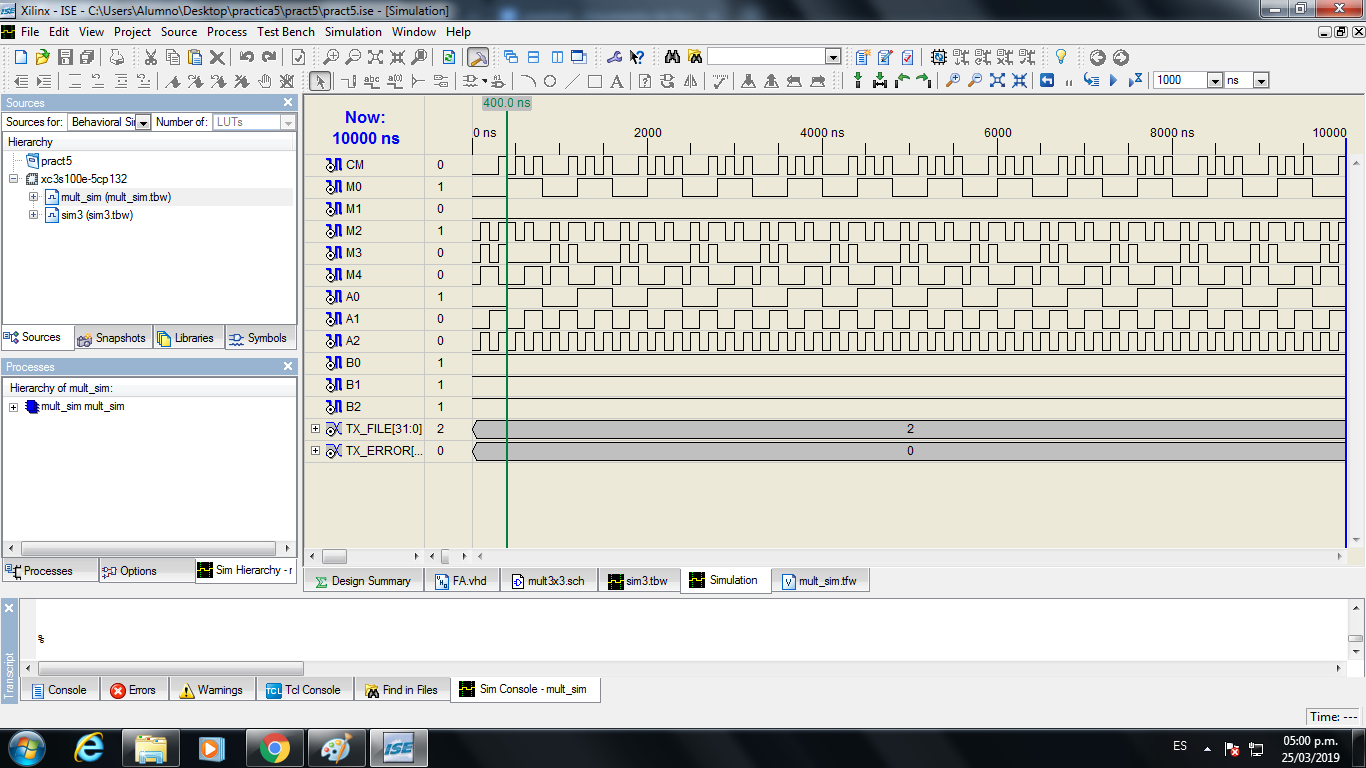 Xilinx - ISE - C:\Users\Alumno\Desktop\practica5\pract5\pract5.ise - [Simulation]
File Edit View Project Source Process Test Bench Simulation Window Help
1000 ns
Sources
Sources for: Behavioral Si Number of: LUTs
Hierarchy
pract5
xc3s100e-5cp132
mult_sim (mult_sim.tbw)
sim3 (sim3.tbw)
Sources Snapshots Libraries Symbols
Processes
Hierarchy of mult_sim:
mult_sim mult_sim
Processes Options Sim Hierarchy - r
400.0 ns
Now:
10000 ns
0 ns 2000 4000 ns 6000 8000 ns 10000
CM 0
M0 1
M1 0
M2 1
M3 0
M4 0
A0 1
A1 0
A2 0
B0 1
B1 1
B2 1
TX_FILE[31:0] 2 2
TX_ERROR[... 0 0
Design Summary FA.vhd mult3x3.sch sim3.tbw Simulation mult_sim.tfw
%
Transcript
Console Errors Warnings Tcl Console Find in Files Sim Console - mult_sim
TCL
Time: ---
ISE
ES
05:00 p.m.
25/03/2019